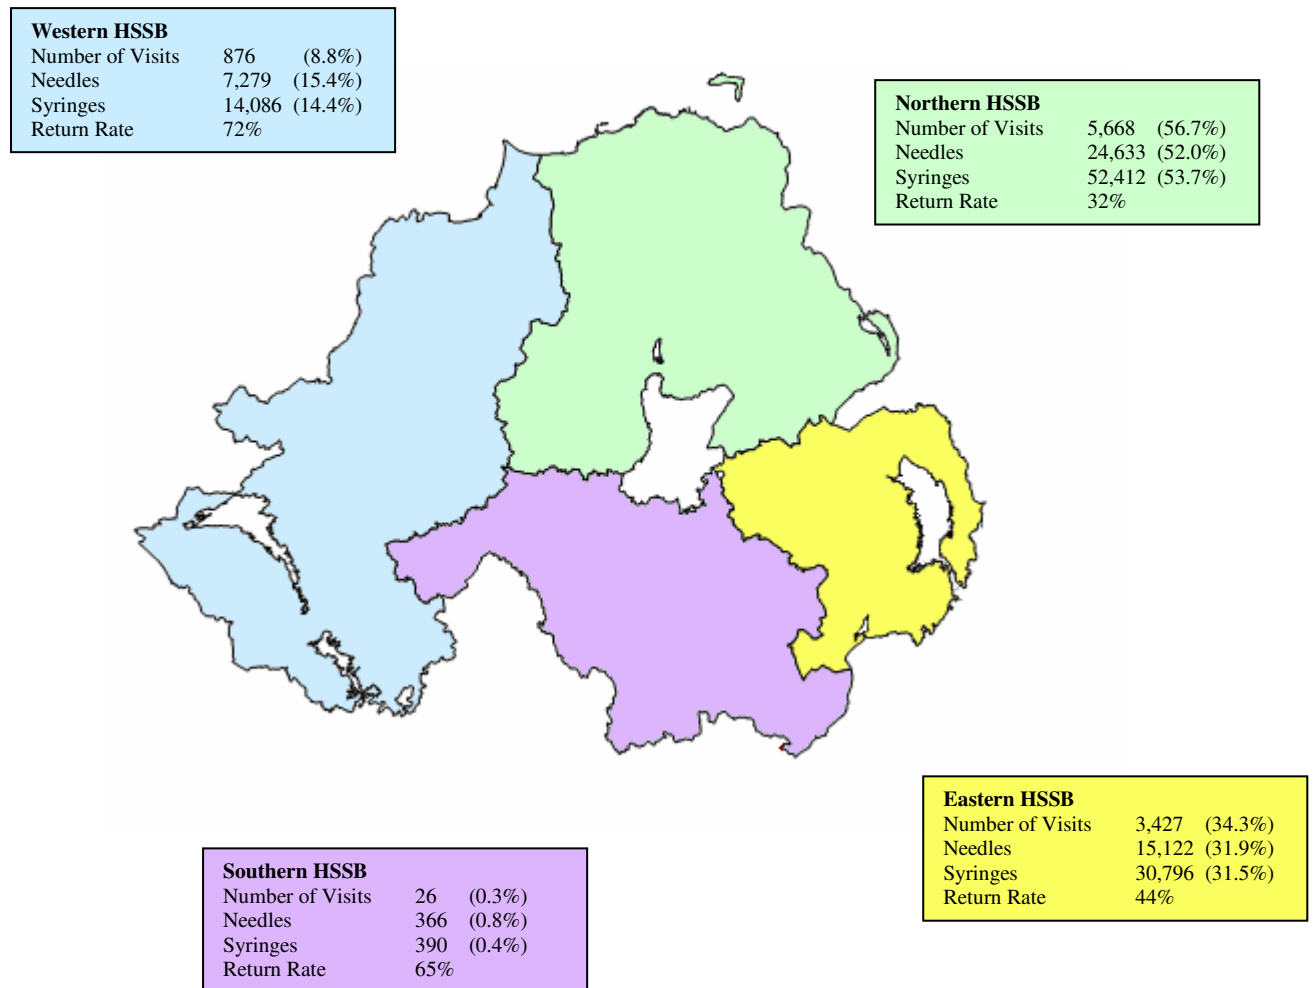 Western HSSB
Number of Visits 876 (8.8%)
Needles 7,279 (15.4%)
Syringes 14,086 (14.4%)
Return Rate 72%
Northern HSSB
Number of Visits 5,668 (56.7%)
Needles 24,633 (52.0%)
Syringes 52,412 (53.7%)
Return Rate 32%
Eastern HSSB
Number of Visits 3,427 (34.3%)
Needles 15,122 (31.9%)
Syringes 30,796 (31.5%)
Return Rate 44%
Southern HSSB
Number of Visits 26 (0.3%)
Needles 366 (0.8%)
Syringes 390 (0.4%)
Return Rate 65%